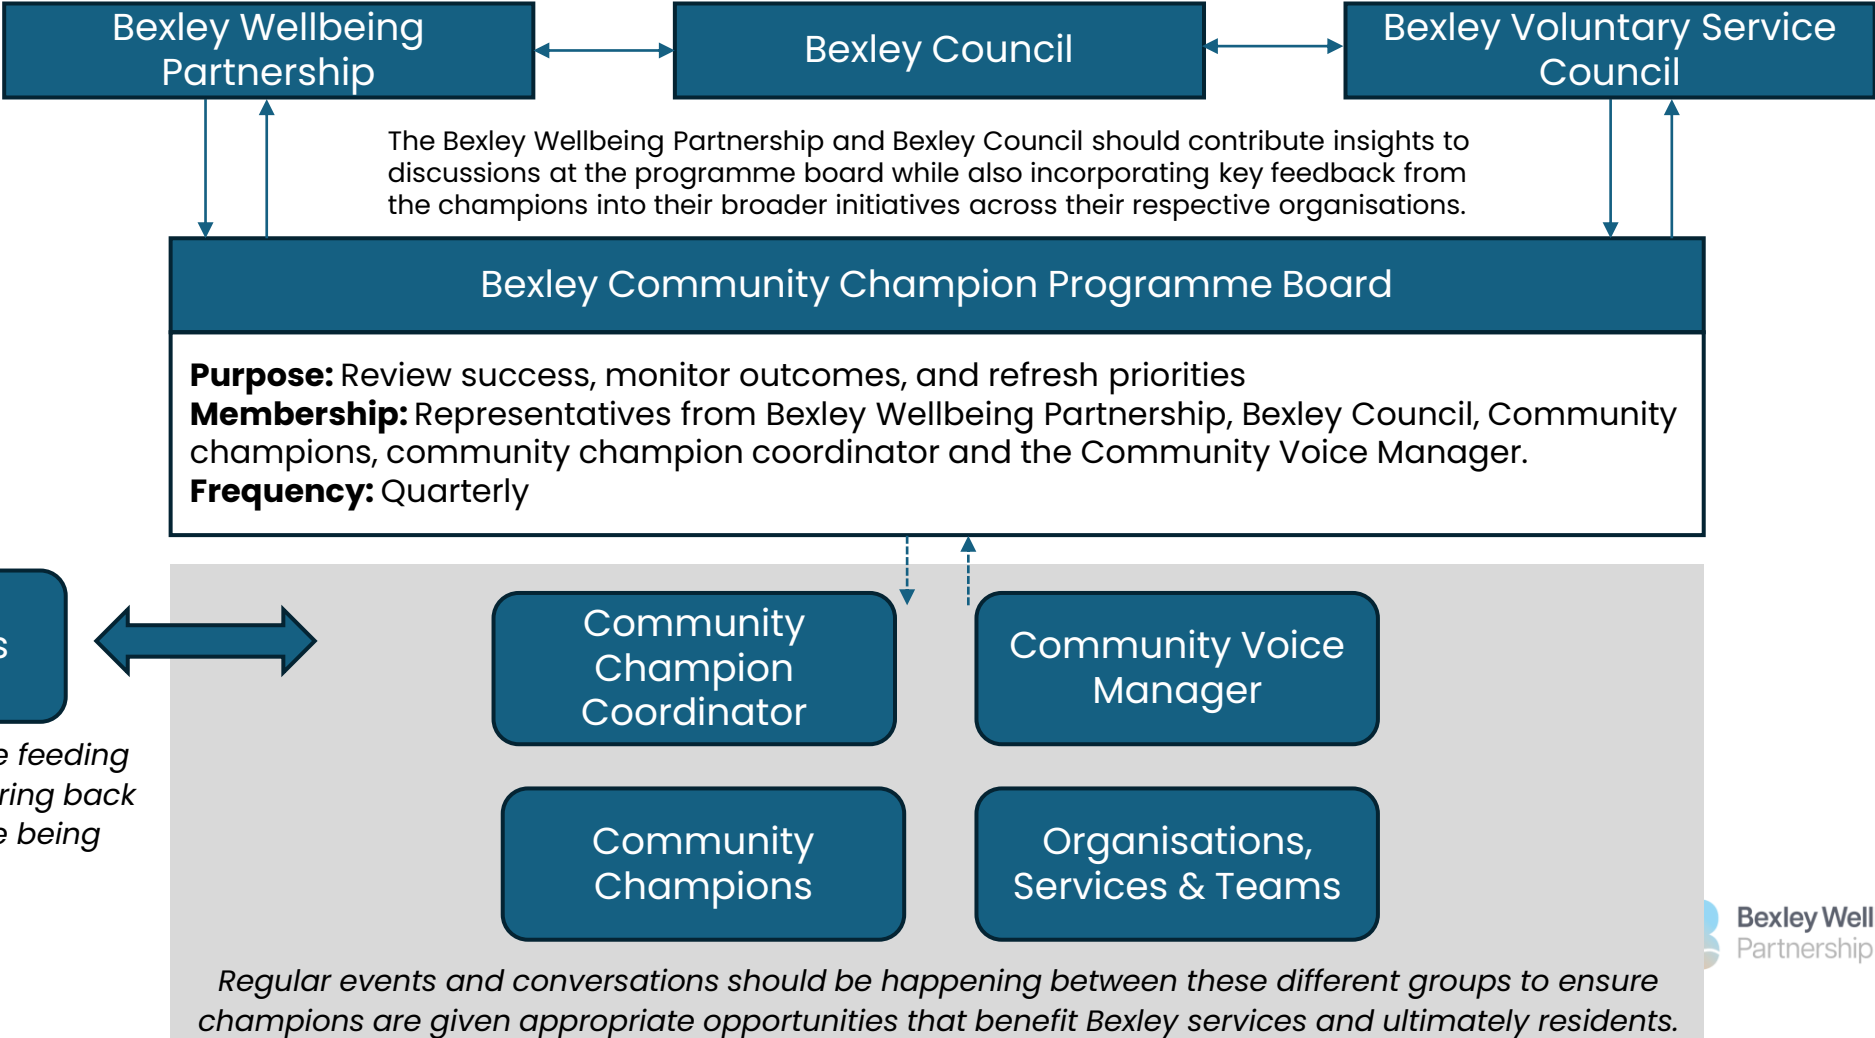 Bexley Wellbeing
Partnership
Bexley Council
Bexley Voluntary Service
Council
The Bexley Wellbeing Partnership and Bexley Council should contribute insights to
discussions at the programme board while also incorporating key feedback from
the champions into their broader initiatives across their respective organisations.
Bexley Community Champion Programme Board
Purpose: Review success, monitor outcomes, and refresh priorities
Membership: Representatives from Bexley Wellbeing Partnership, Bexley Council, Community
champions, community champion coordinator and the Community Voice Manager.
Frequency: Quarterly
Community
Champion
Coordinator
Community Voice
Manager
feeding
back
being
Community
Champions
Organisations,
Services & Teams
Bexley Well
Partnership
Regular events and conversations should be happening between these different groups to ensure
champions are given appropriate opportunities that benefit Bexley services and ultimately residents.